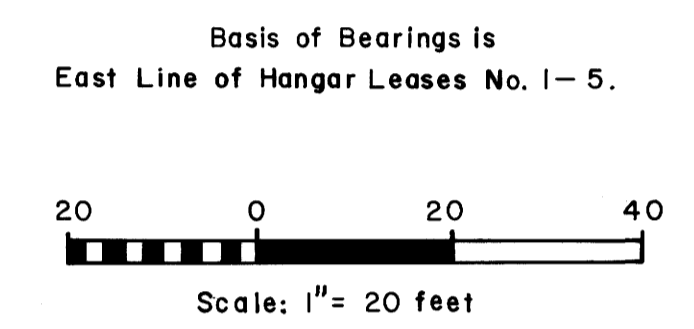 Basis of Bearings is
East Line of Hangar Leases No. 1-5.
20 0 20 40
Scale: 1"= 20 feet